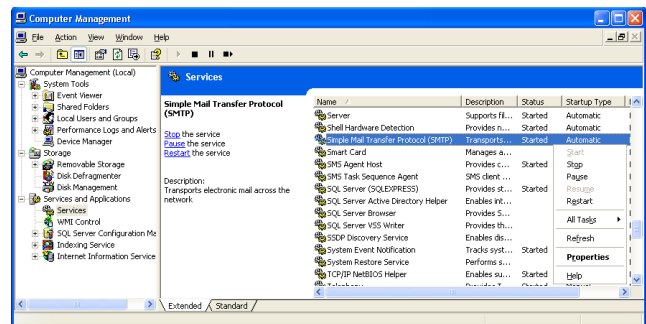 Computer Management
File Action View Window Help
Computer Management (Local)
System Tools
Event Viewer
Shared Folders
Local Users and Groups
Performance Logs and Alerts
Device Manager
Storage
Removable Storage
Disk Defragmenter
Disk Management
Services and Applications
Services
WMI Control
SQL Server Configuration Ma
Indexing Service
Internet Information Service
Services
Simple Mail Transfer Protocol
(SMTP)
Stop the service
Pause the service
Restart the service
Description:
Transports electronic mail across the
network
Name Description Status Startup Type
Server Supports fil... Started Automatic
Shell Hardware Detection Provides n... Started Automatic
Simple Mail Transfer Protocol (SMTP) Transports... Started Automatic
Smart Card Manages a...
SMS Agent Host Provides c... Started
SMS Task Sequence Agent SMS client ...
SQL Server (SQLEXPRESS) Provides st... Started
SQL Server Active Directory Helper Enables int...
SQL Server Browser Provides S...
SQL Server VSS Writer Provides th...
SSDP Discovery Service Enables dis...
System Event Notification Tracks syst... Started
System Restore Service Performs s...
TCP/IP NetBIOS Helper Enables su... Started
Start
Stop
Pause
Resume
Restart
All Tasks
Refresh
Properties
Help
Extended Standard